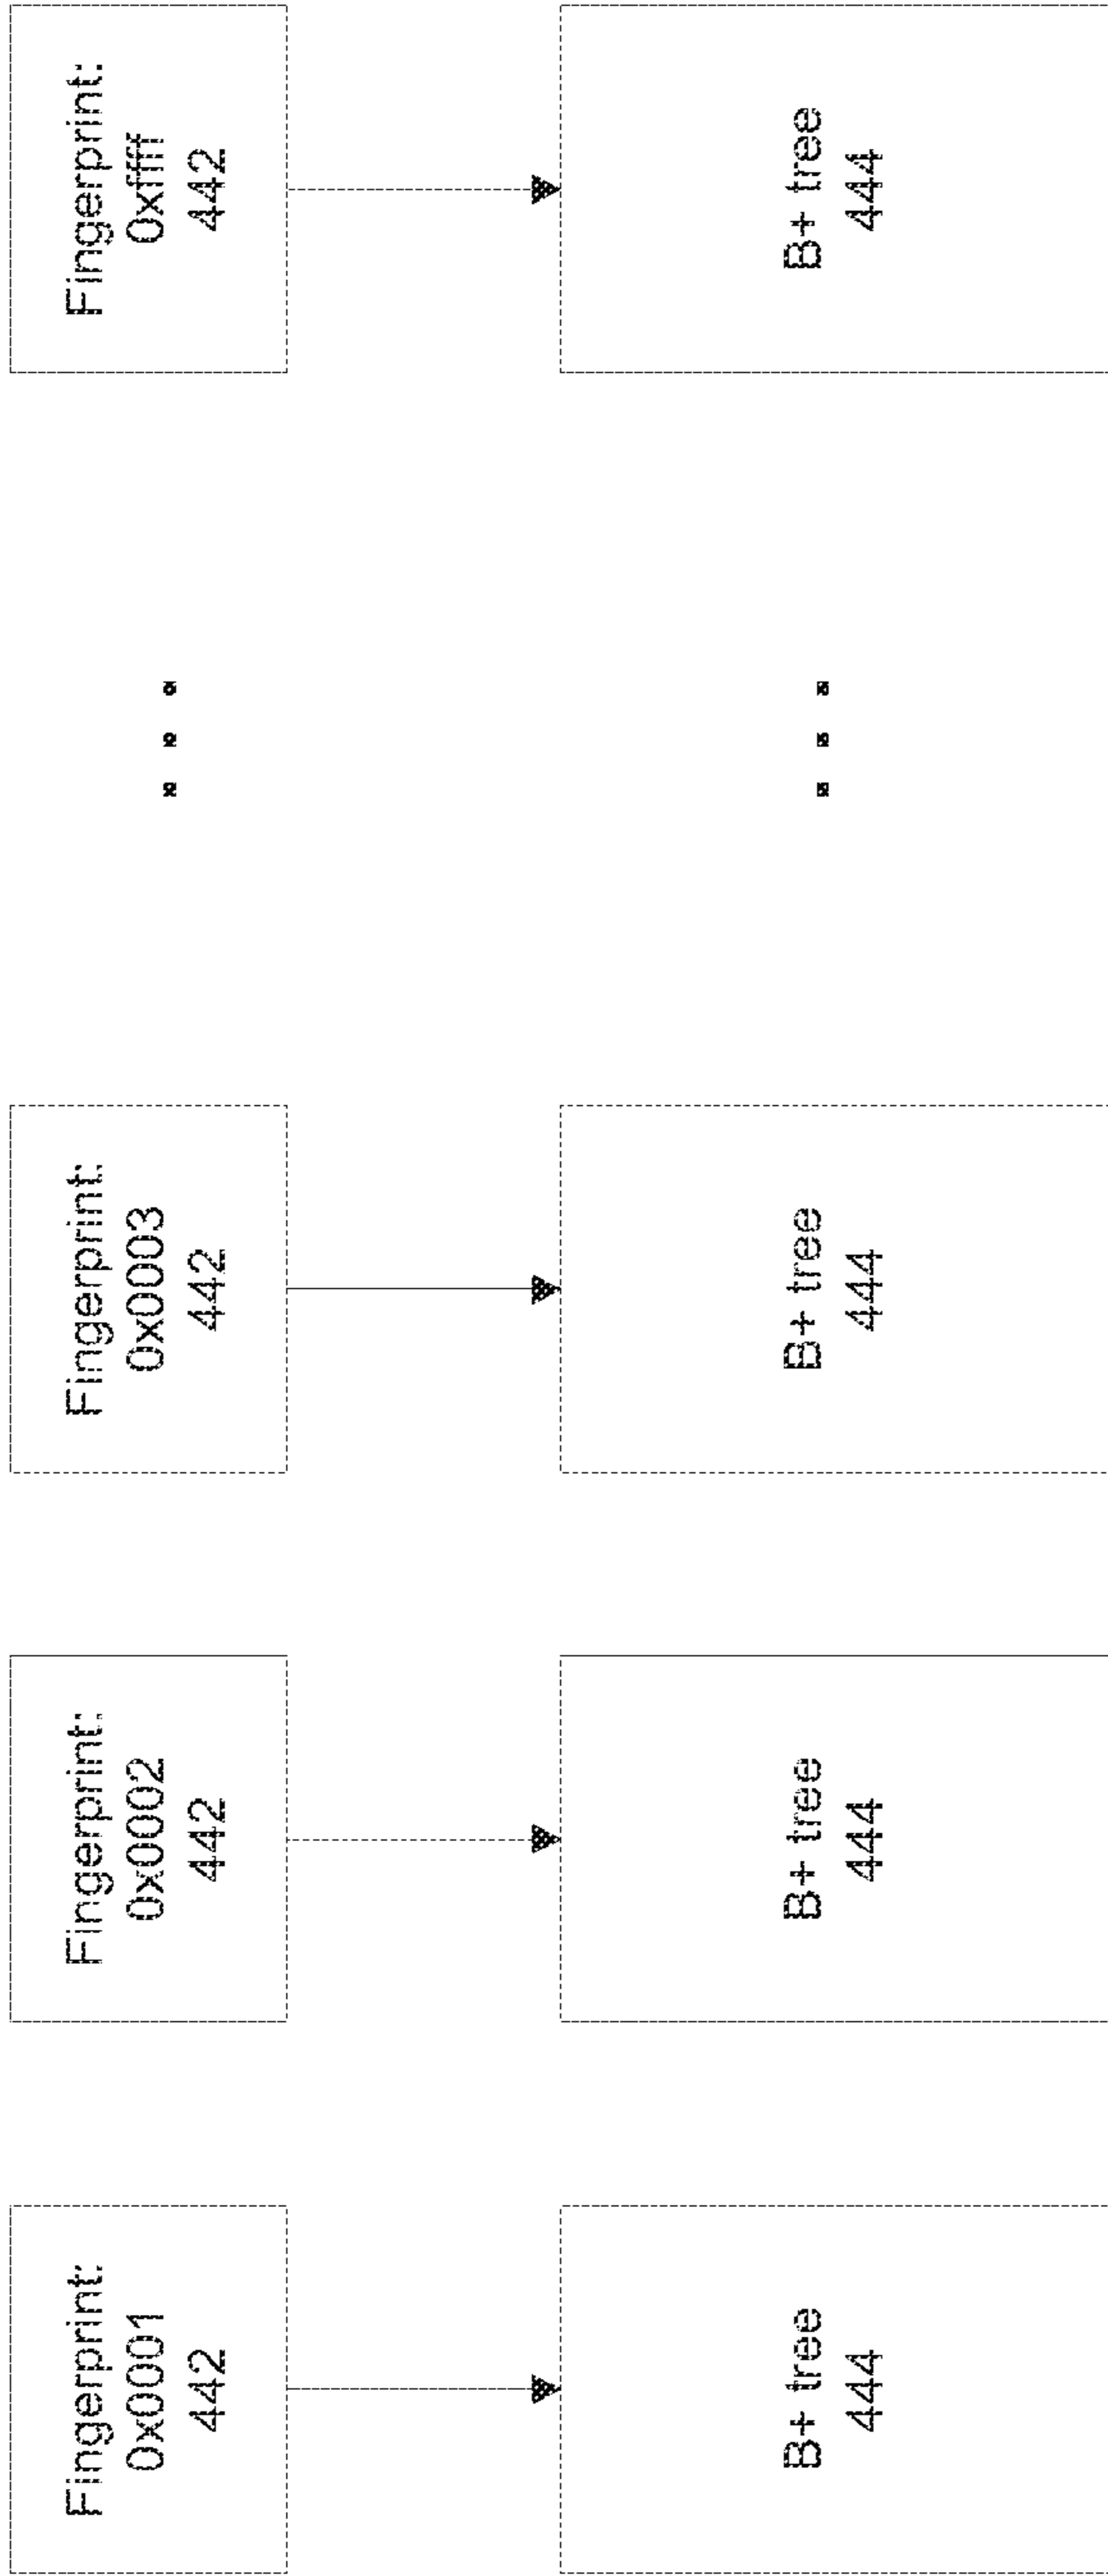 Fingerprint:
0x0001
442
Fingerprint:
0x0002
442
Fingerprint:
0x0003
442
. . .
Fingerprint:
0xffff
442
B+ tree
444
B+ tree
444
B+ tree
444
. . .
B+ tree
444